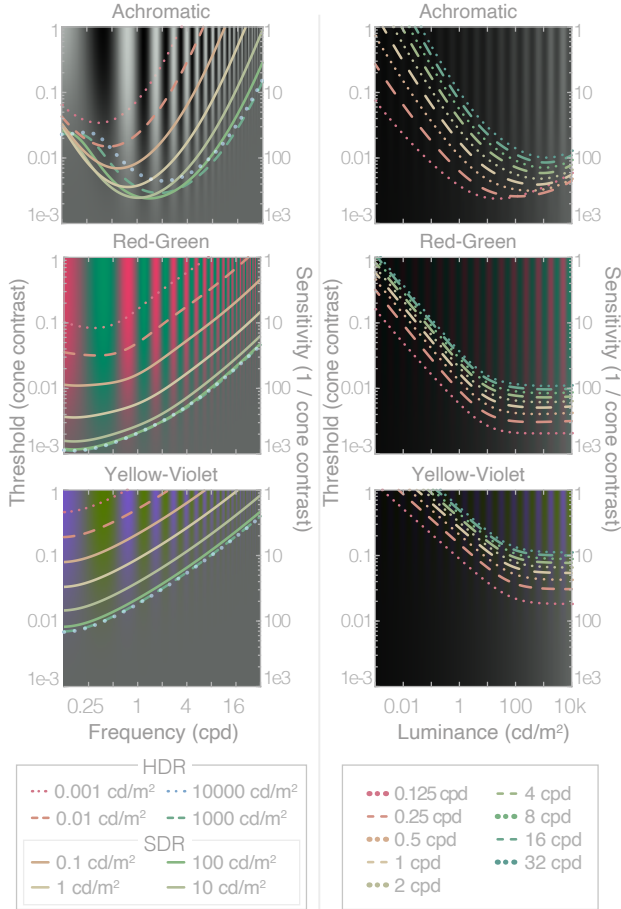 Achromatic
Achromatic
1
0.1
0.01
1e-3
1
10
100
1e3
1
0.1
0.01
1e-3
1
10
100
1e3
Red-Green
Red-Green
1
0.1
0.01
1e-3
1
10
100
1e3
1
0.1
0.01
1e-3
1
10
100
1e3
Threshold (cone contrast)
Sensitivity (1 / cone contrast)
Threshold (cone contrast)
Sensitivity (1 / cone contrast)
Yellow-Violet
Yellow-Violet
1
0.1
0.01
1e-3
1
10
100
1e3
1
0.1
0.01
1e-3
1
10
100
1e3
0.25 1 4 16
Frequency (cpd)
0.01 1 100 10k
Luminance (cd/m²)
HDR
0.001 cd/m² 10000 cd/m²
0.01 cd/m² 1000 cd/m²
SDR
0.1 cd/m² 100 cd/m²
1 cd/m² 10 cd/m²
0.125 cpd 4 cpd
0.25 cpd 8 cpd
0.5 cpd 16 cpd
1 cpd 32 cpd
2 cpd